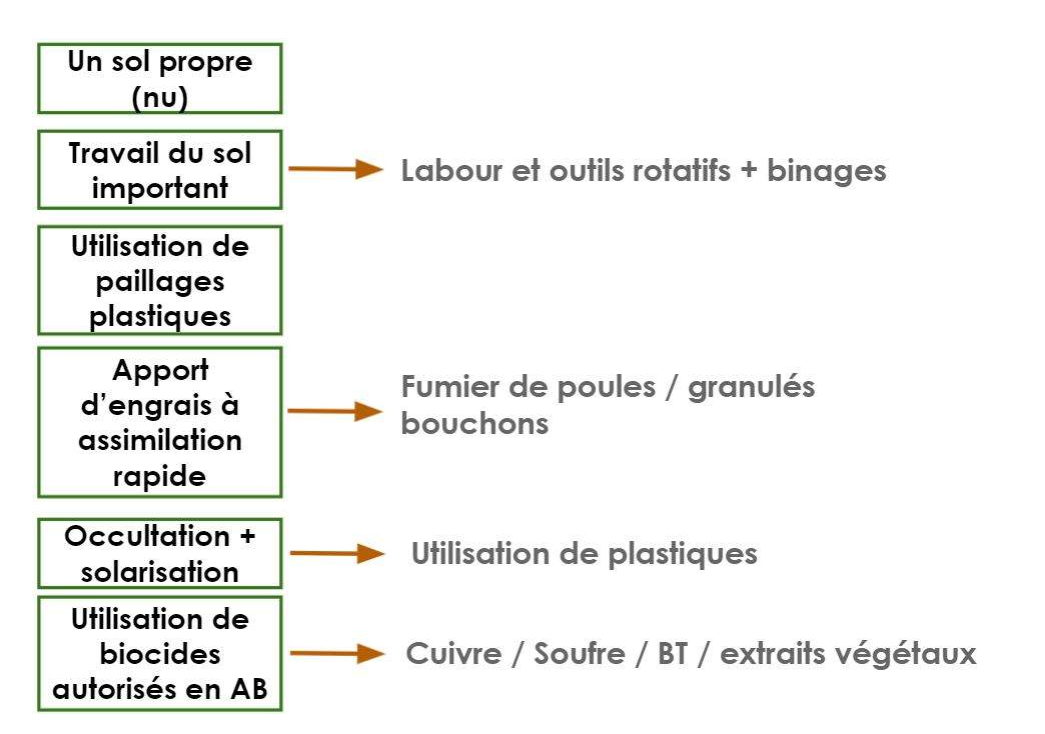 Un sol propre
(nu)
Travail du sol
important
Labour et outils rotatifs + binages
Utilisation de
paillages
plastiques
Apport
d'engrais à
assimilation
rapide
Fumier de poules / granulés
bouchons
Occultation +
solarisation
Utilisation de plastiques
Utilisation de
biocides
autorisés en AB
Cuivre / Soufre / BT / extraits végétaux